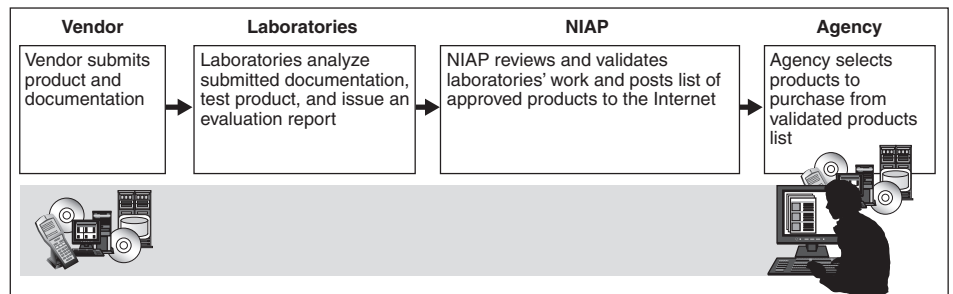 Vendor
Vendor submits
product and
documentation
Laboratories
Laboratories analyze
submitted documentation,
test product, and issue an
evaluation report
NIAP
NIAP reviews and validates
laboratories' work and posts list of
approved products to the Internet
Agency
Agency selects
products to
purchase from
validated products
list